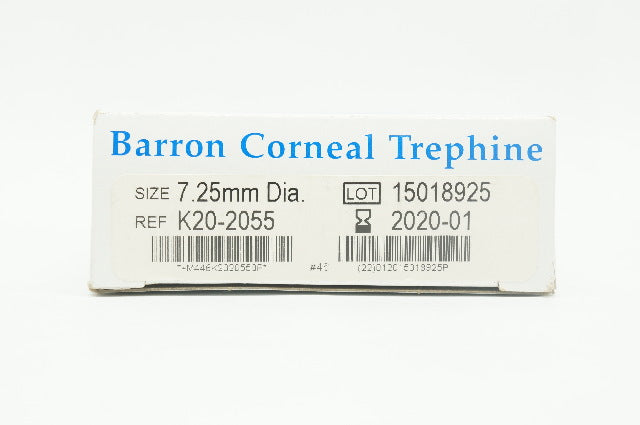 Barron Corneal Trephine
SIZE 7.25mm Dia. LOT 15018925
REF K20-2055 2020-01